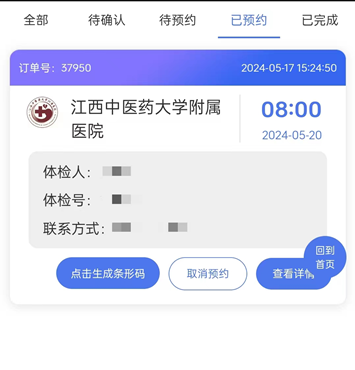 全部 待确认 待预约 已预约 已完成
订单号：37950 2024-05-17 15:24:50
江西中医药大学附属
医院
08:00
2024-05-20
体检人：
体检号：
联系方式：
点击生成条形码 取消预约 查看详情
回到
首页